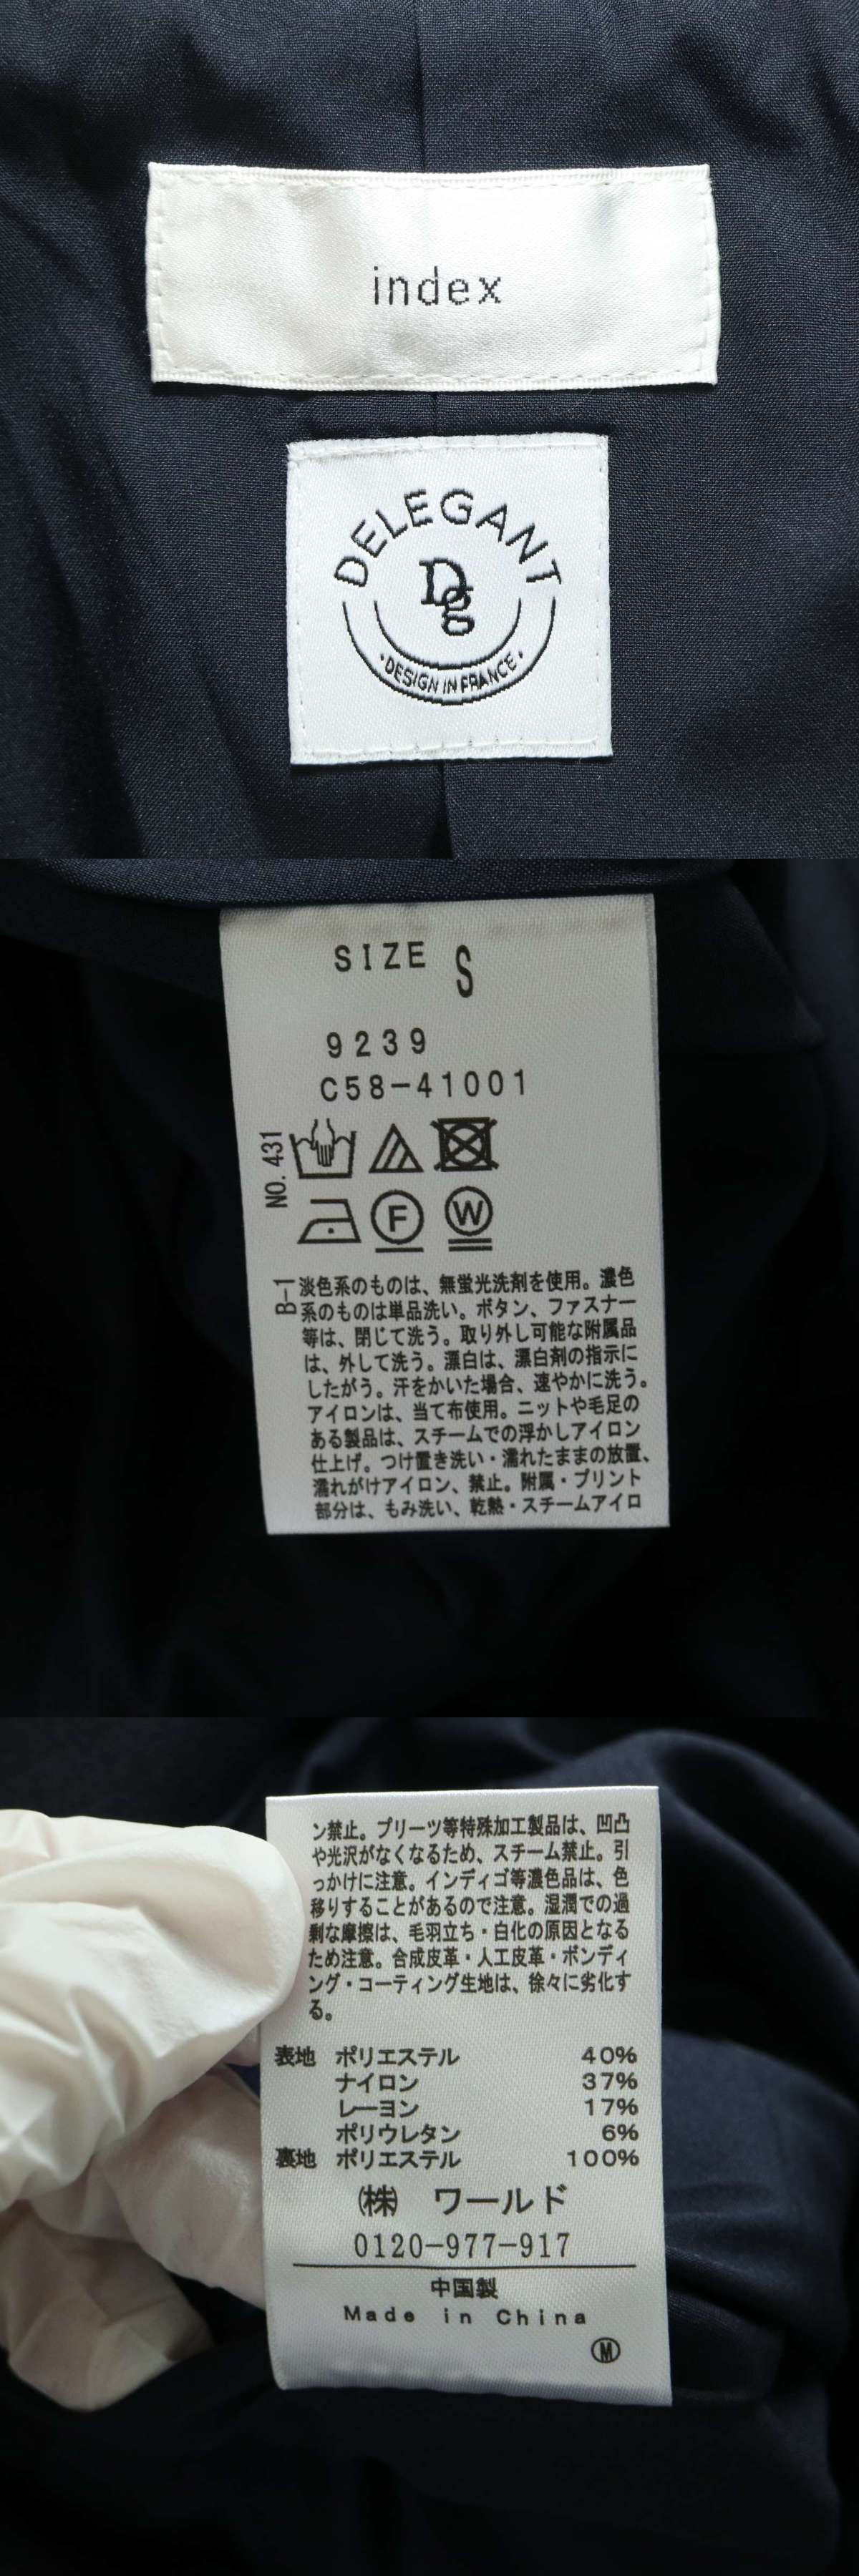 index
DELEGANT
Dg
·DESIGN IN FRANCE·
SIZE S
9239
C58-41001
NO. 431
F W
B-1
淡色系のものは、無蛍光洗剤を使用。濃色
系のものは単品洗い。ボタン、ファスナー
等は、閉じて洗う。取り外し可能な附属品
は、外して洗う。漂白は、漂白剤の指示に
したがう。汗をかいた場合、速やかに洗う。
アイロンは、当て布使用。ニットや毛足の
ある製品は、スチームでの浮かしアイロン
仕上げ。つけ置き洗い・濡れたままの放置、
濡れがけアイロン、禁止。附属・プリント
部分は、もみ洗い、乾熱・スチームアイロ
ン禁止。プリーツ等特殊加工製品は、凹凸
や光沢がなくなるため、スチーム禁止。引
っかけに注意。インディゴ等濃色品は、色
移りすることがあるので注意。湿潤での過
剰な摩擦は、毛羽立ち・白化の原因となる
ため注意。合成皮革・人工皮革・ボンディ
ング・コーティング生地は、徐々に劣化す
る。
表地 ポリエステル 40%
ナイロン 37%
レーヨン 17%
ポリウレタン 6%
裏地 ポリエステル 100%
㈱ ワールド
0120-977-917
中国製
Made in China
Ⓜ